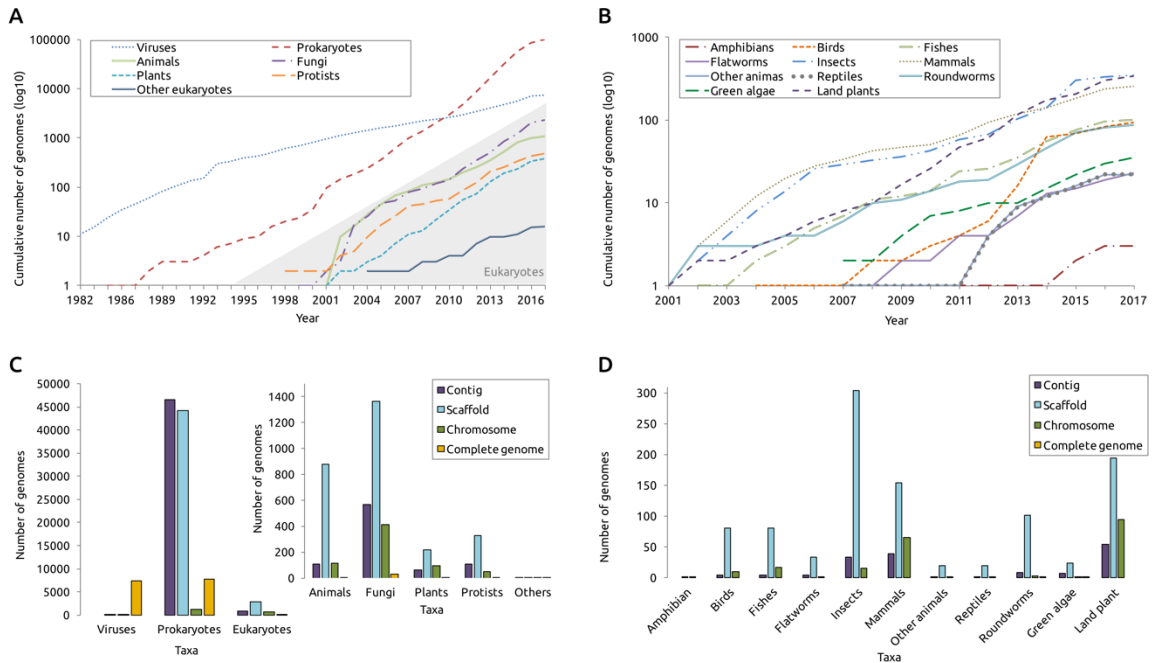 A
Cumulative number of genomes (log10)
100000
10000
1000
100
10
1
Viruses
Prokaryotes
Animals
Fungi
Plants
Protists
Other eukaryotes
Eukaryotes
1982 1986 1987 1989 1992 1993 1996 1998 2001 2004 2007 2010 2013 2016
Year
B
Cumulative number of genomes (log10)
1000
100
10
1
Amphibians
Birds
Fishes
Flatworms
Insects
Mammals
Other animas
Reptiles
Roundworms
Green algae
Land plants
2001 2003 2005 2007 2009 2011 2013 2015 2017
Year
C
Number of genomes
50000
45000
40000
35000
30000
25000
20000
15000
10000
5000
0
Viruses Prokaryotes Eukaryotes
Taxa
Number of genomes
1400
1200
1000
800
600
400
200
0
Contig
Scaffold
Chromosome
Complete genome
Animals Fungi Plants Protists Others
Taxa
D
Number of genomes
300
250
200
150
100
50
0
Contig
Scaffold
Chromosome
Complete genome
Amphibian
Birds
Fishes
Flatworms
Insects
Mammals
Other animals
Reptiles
Roundworms
Green algae
Land plant
Taxa